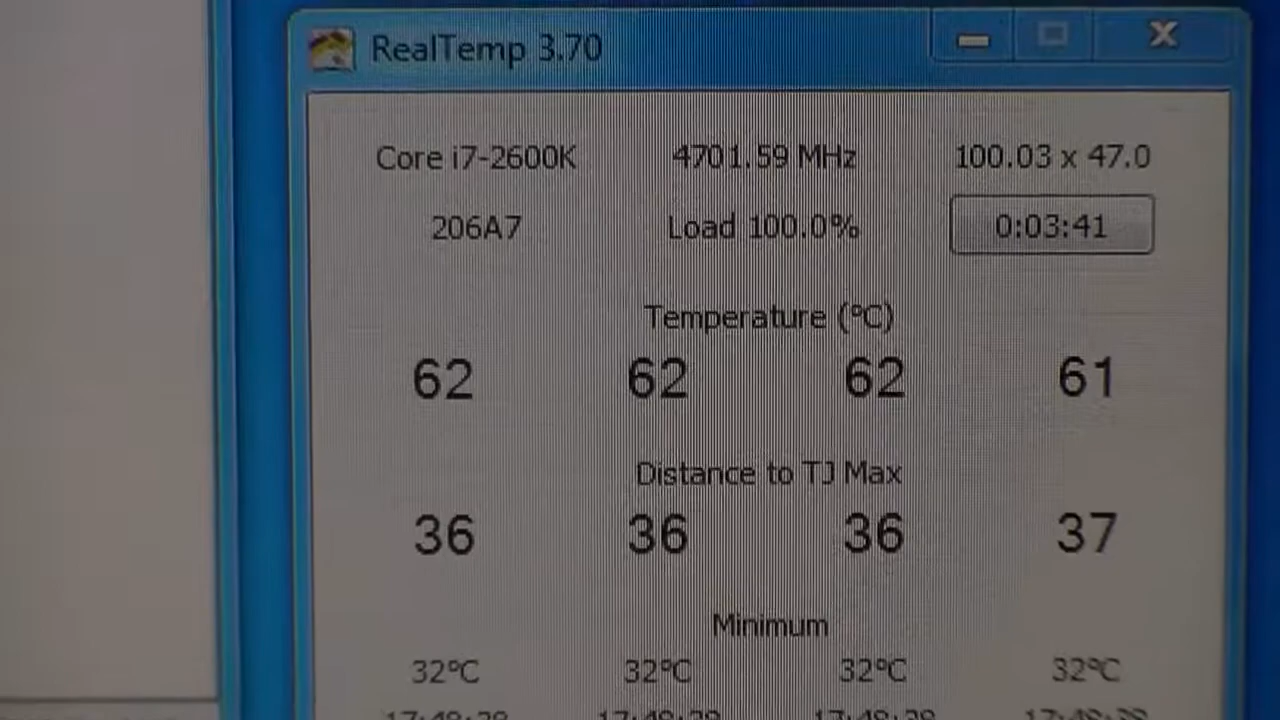 RealTemp 3.70
Core i7-2600K 4701.59 MHz 100.03 x 47.0
206A7 Load 100.0% 0:03:41
Temperature (°C)
62 62 62 61
Distance to TJ Max
36 36 36 37
Minimum
32°C 32°C 32°C 32°C